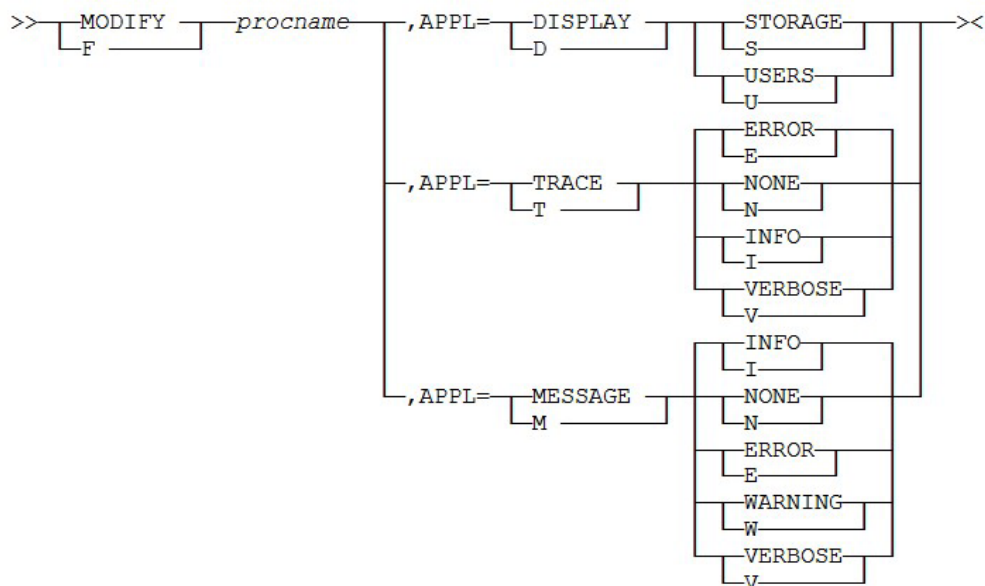 >> MODIFY procname ,APPL= DISPLAY STORAGE ><
F D S
USERS
U
ERROR
E
,APPL= TRACE NONE
T N
INFO
I
VERBOSE
V
INFO
I
,APPL= MESSAGE NONE
M N
ERROR
E
WARNING
W
VERBOSE
V